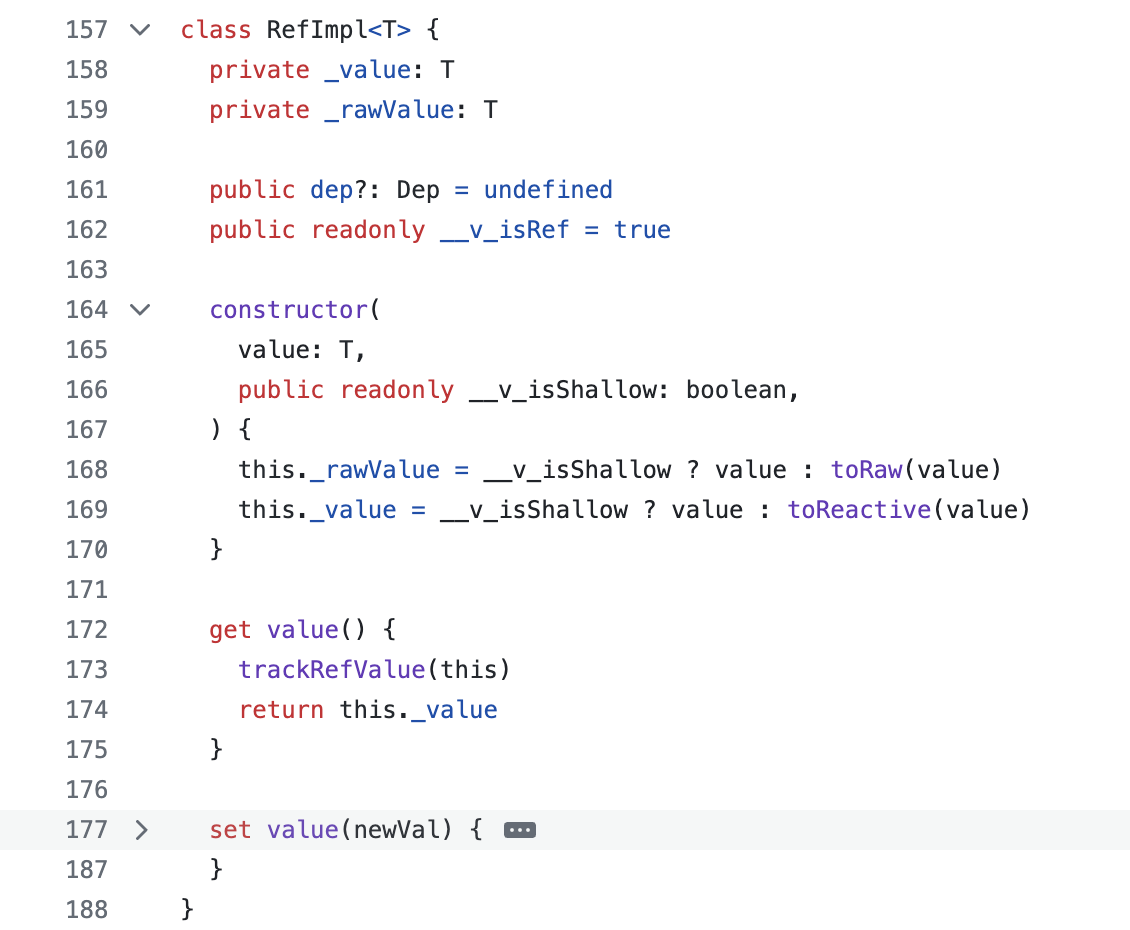 157 class RefImpl<T> {
158 private _value: T
159 private _rawValue: T
160
161 public dep?: Dep = undefined
162 public readonly __v_isRef = true
163
164 constructor(
165 value: T,
166 public readonly __v_isShallow: boolean,
167 ) {
168 this._rawValue = __v_isShallow ? value : toRaw(value)
169 this._value = __v_isShallow ? value : toReactive(value)
170 }
171
172 get value() {
173 trackRefValue(this)
174 return this._value
175 }
176
177 set value(newVal) { ...
187 }
188 }